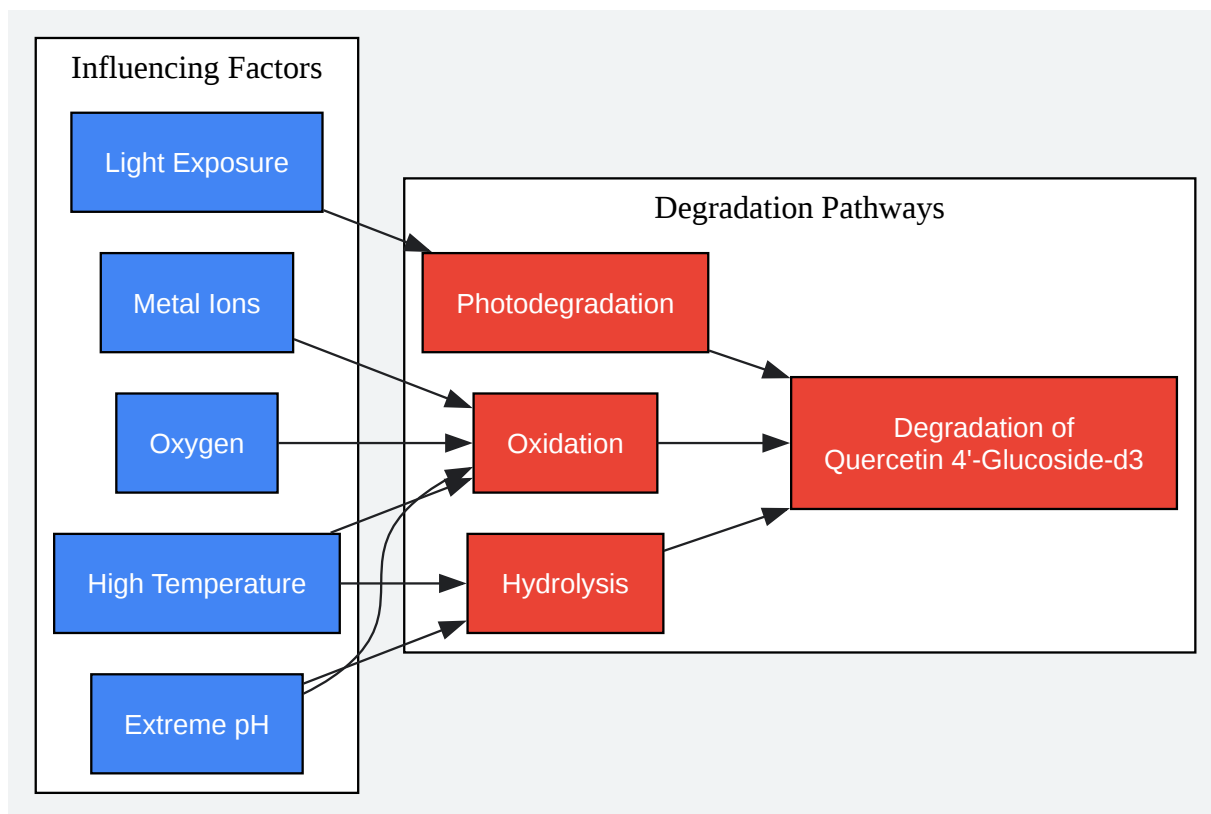 Influencing Factors
Light Exposure
Metal Ions
Oxygen
High Temperature
Extreme pH
Degradation Pathways
Photodegradation
Oxidation
Hydrolysis
Degradation of
Quercetin 4'-Glucoside-d3